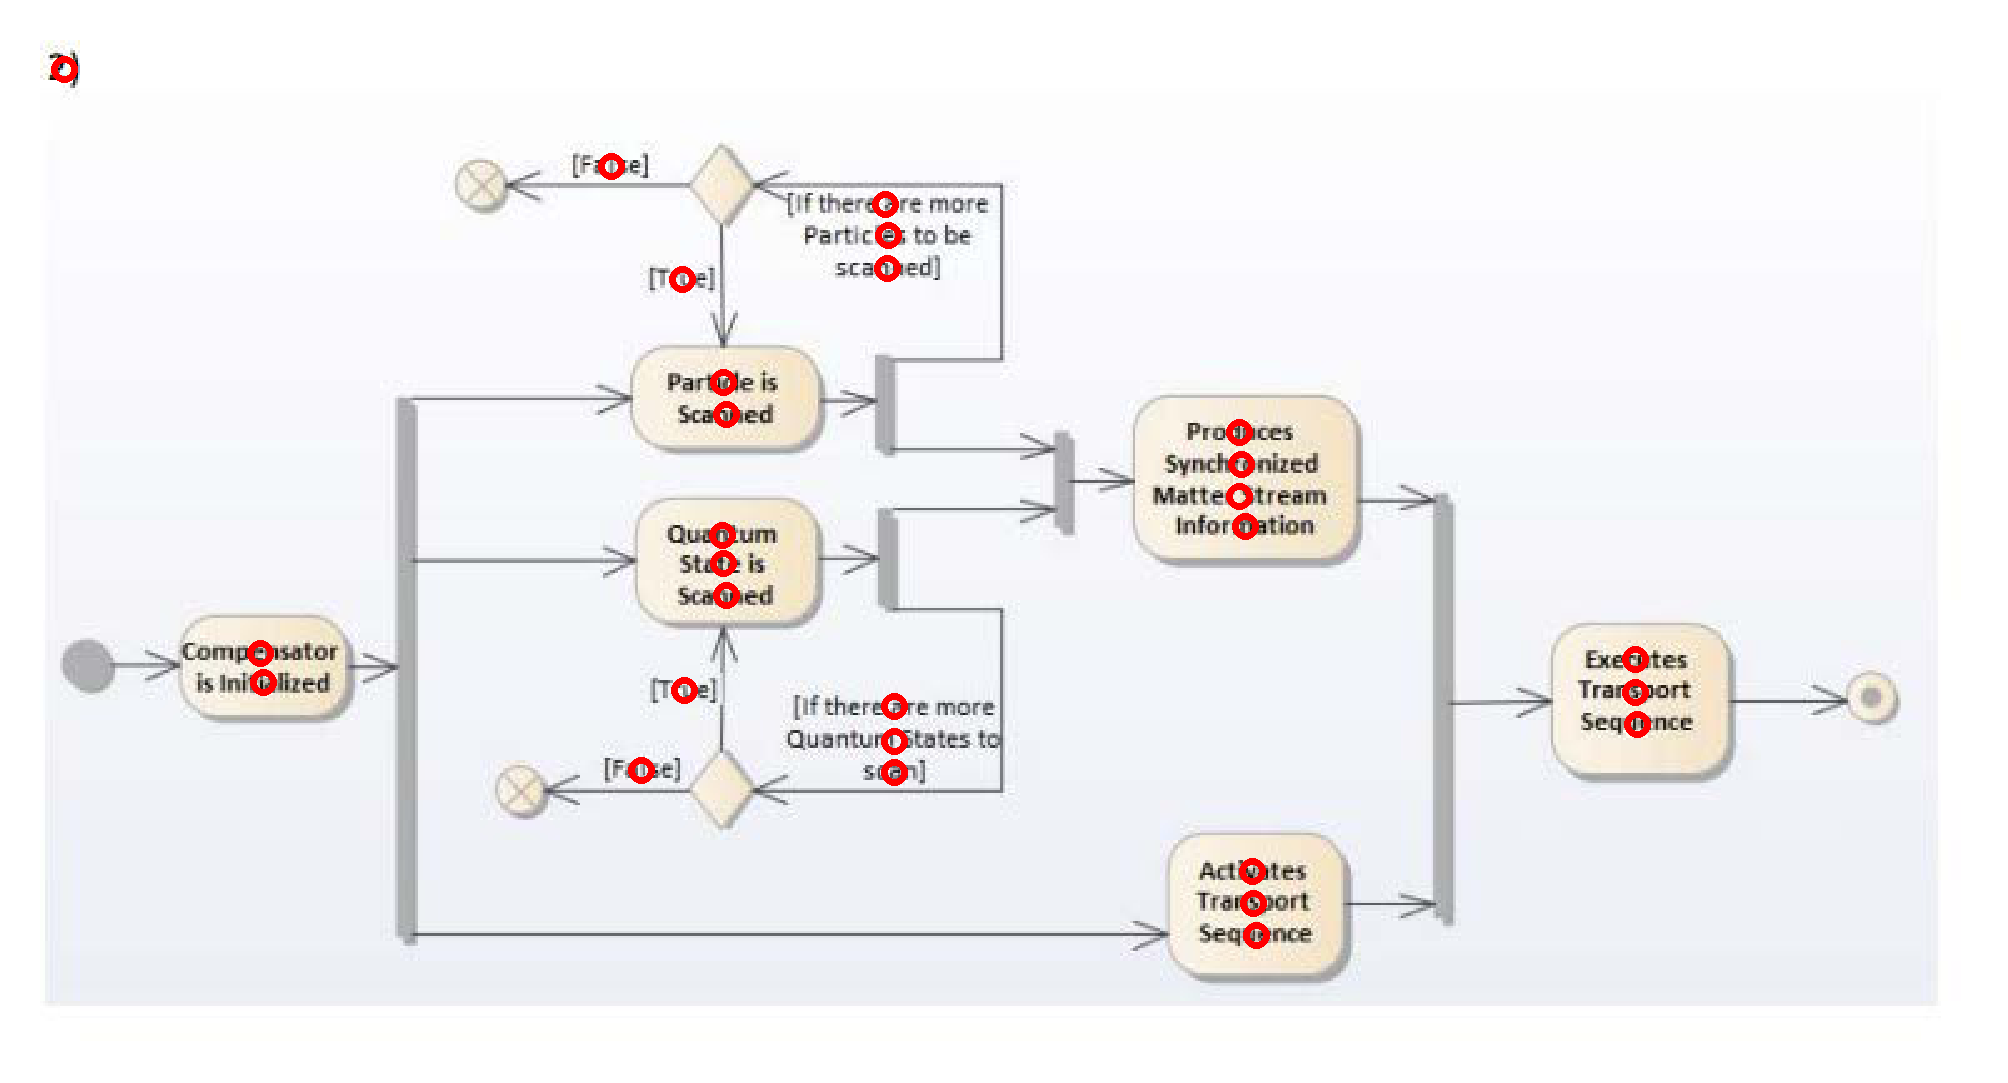 2)
[False]
[If there are more
Particles to be
scanned]
[True]
Particle is
Scanned
Produces
Synchronized
Matter Stream
Information
Quantum
State is
Scanned
Compensator
is Initialized
[True]
[If there are more
Quantum States to
scan]
[False]
Executes
Transport
Sequence
Activates
Transport
Sequence